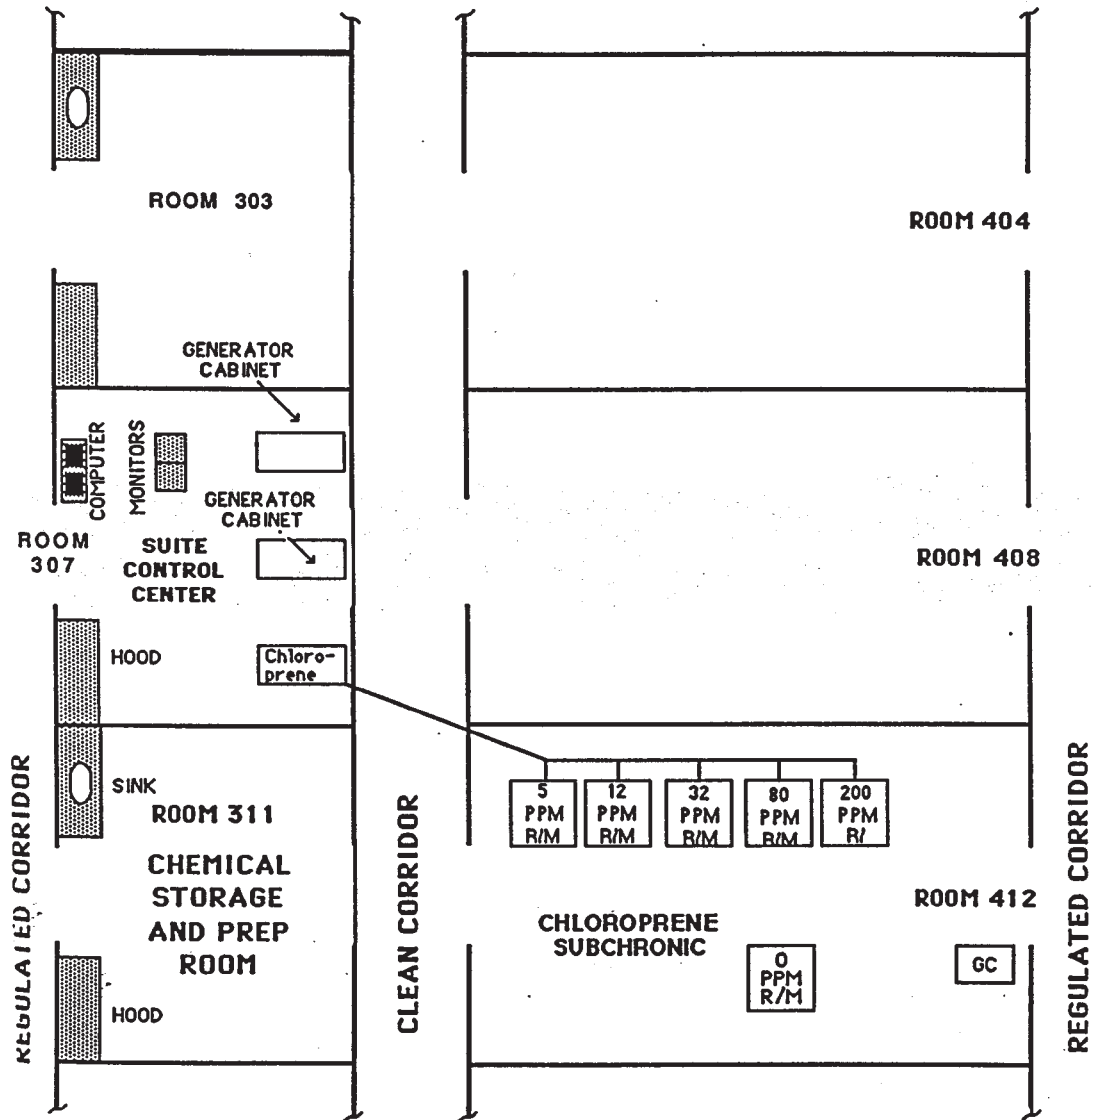 ROOM 303
ROOM 404
GENERATOR
CABINET
COMPUTER
MONITORS
GENERATOR
CABINET
ROOM
307
SUITE
CONTROL
CENTER
ROOM 408
HOOD
Chloro-
prene
SINK
ROOM 311
CHEMICAL
STORAGE
AND PREP
ROOM
HOOD
REGULATED CORRIDOR
CLEAN CORRIDOR
5
PPM
R/M
12
PPM
R/M
32
PPM
R/M
80
PPM
R/M
200
PPM
R/
ROOM 412
CHLOROPRENE
SUBCHRONIC
0
PPM
R/M
GC
REGULATED CORRIDOR